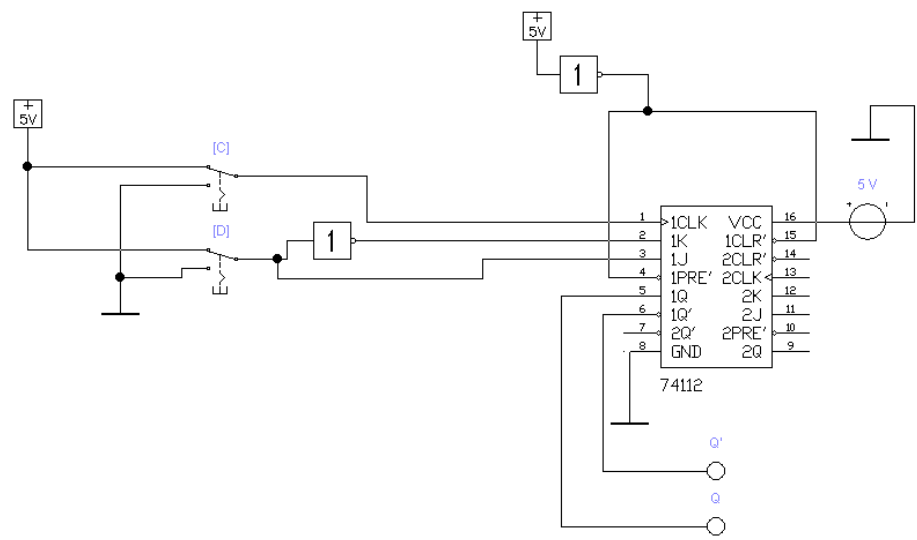 +
5V
1
+
5V
[C]
[D]
1
5 V
+
'
1 1CLK VCC 16
2 1K 1CLR' 15
3 1J 2CLR' 14
4 1PRE' 2CLK 13
5 1Q 2K 12
6 1Q' 2J 11
7 2Q' 2PRE' 10
8 GND 2Q 9
74112
Q'
Q